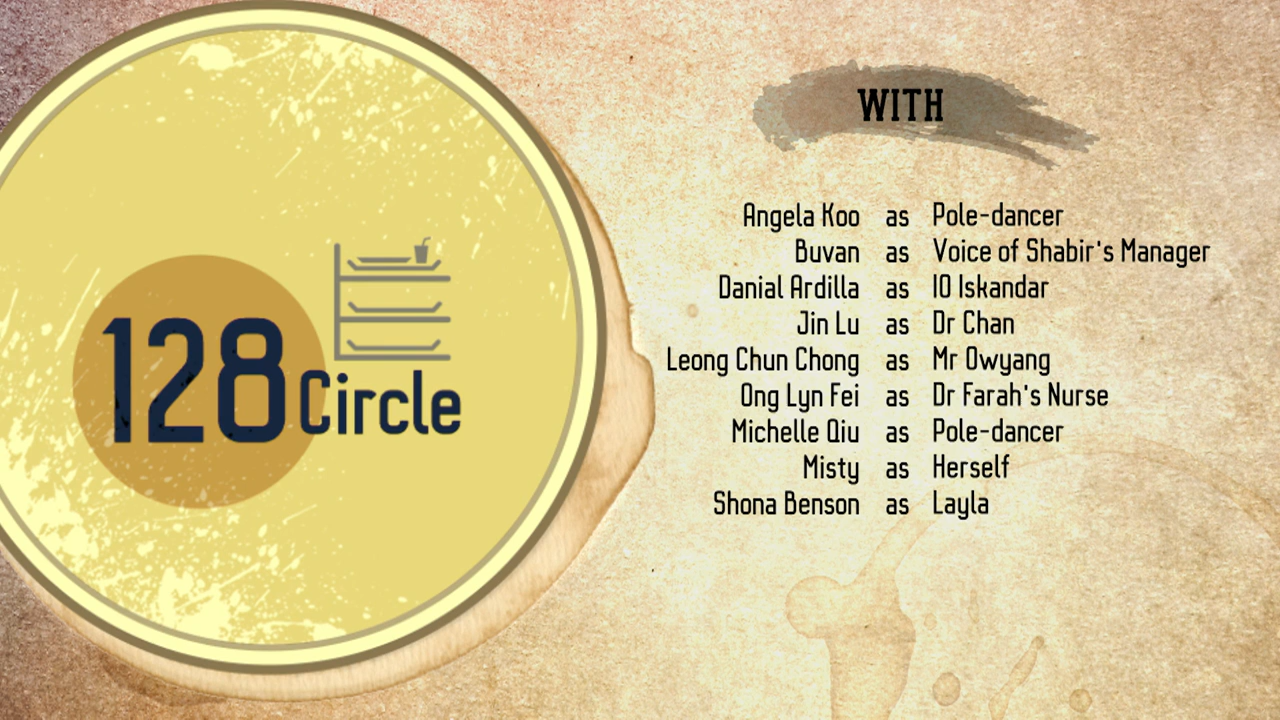 128 Circle
WITH
Angela Koo as Pole-dancer
Buvan as Voice of Shabir's Manager
Danial Ardilla as IO Iskandar
Jin Lu as Dr Chan
Leong Chun Chong as Mr Owyang
Ong Lyn Fei as Dr Farah's Nurse
Michelle Qiu as Pole-dancer
Misty as Herself
Shona Benson as Layla